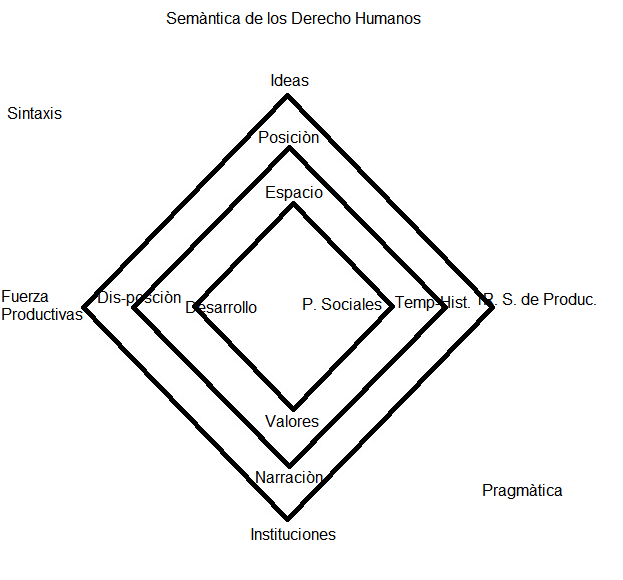 Semàntica de los Derecho Humanos
Ideas
Sintaxis
Posiciòn
Espacio
Fuerza
Productivas
Dis-posciòn
Desarrollo
P. Sociales
Temp-Hist.
R. S. de Produc.
Valores
Narraciòn
Pragmàtica
Instituciones